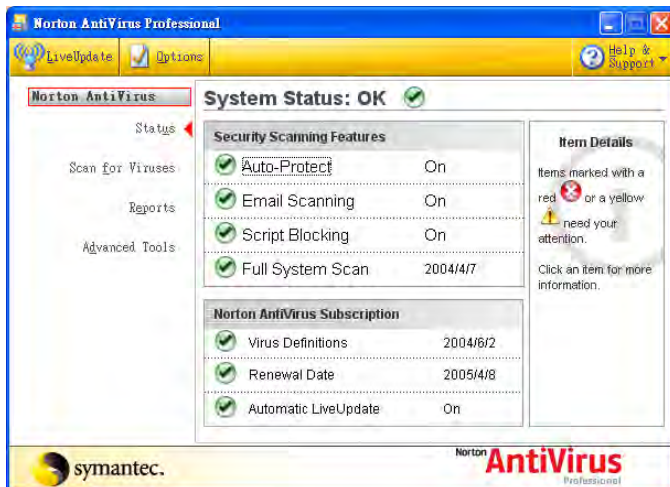 Norton AntiVirus Professional
LiveUpdate Options Help & Support
Norton AntiVirus
Status
Scan for Viruses
Reports
Advanced Tools
System Status: OK
Security Scanning Features
Auto-Protect On
Email Scanning On
Script Blocking On
Full System Scan 2004/4/7
Norton AntiVirus Subscription
Virus Definitions 2004/6/2
Renewal Date 2005/4/8
Automatic LiveUpdate On
Item Details
Items marked with a
red or a yellow
need your
attention.
Click an item for more
information.
symantec.
Norton AntiVirus
Professional